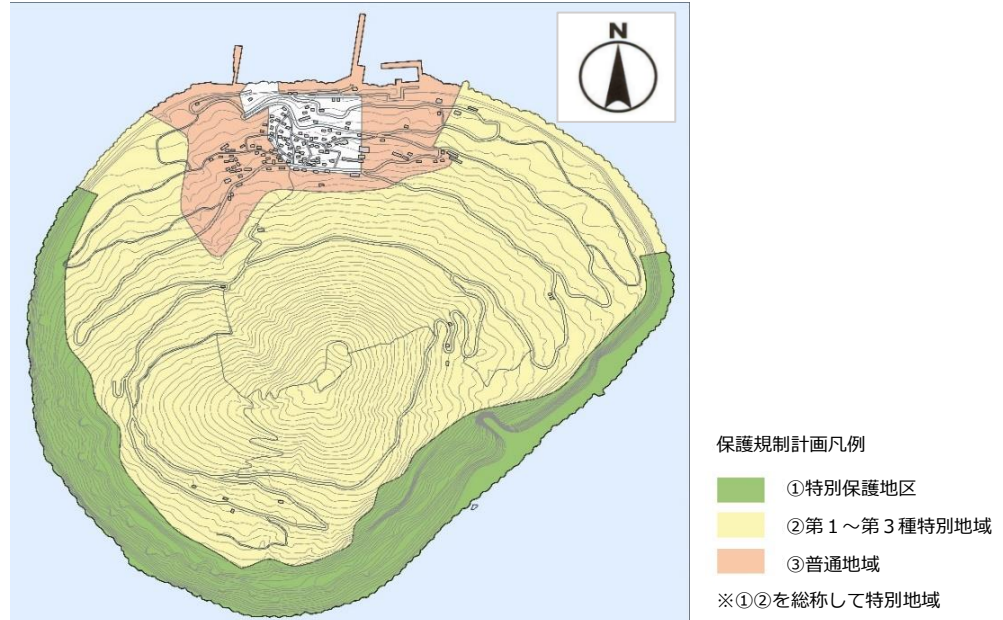 N
保護規制計画凡例
①特別保護地区
②第１～第３種特別地域
③普通地域
※①②を総称して特別地域